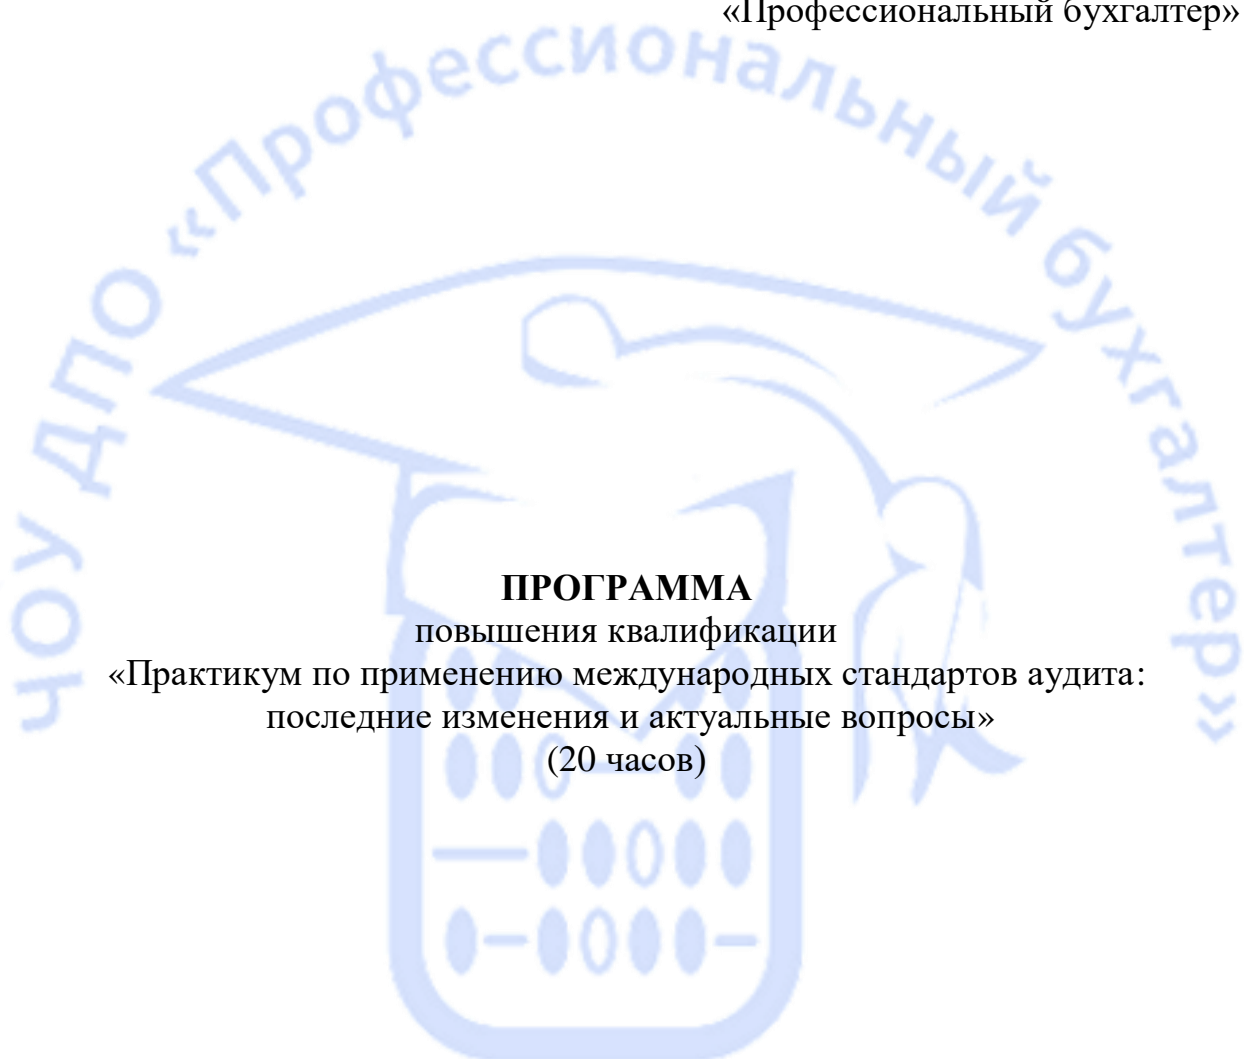 «Профессиональный бухгалтер»
ЧОУ ДПО «Профессиональный бухгалтер»
ПРОГРАММА
повышения квалификации
«Практикум по применению международных стандартов аудита:
последние изменения и актуальные вопросы»
(20 часов)